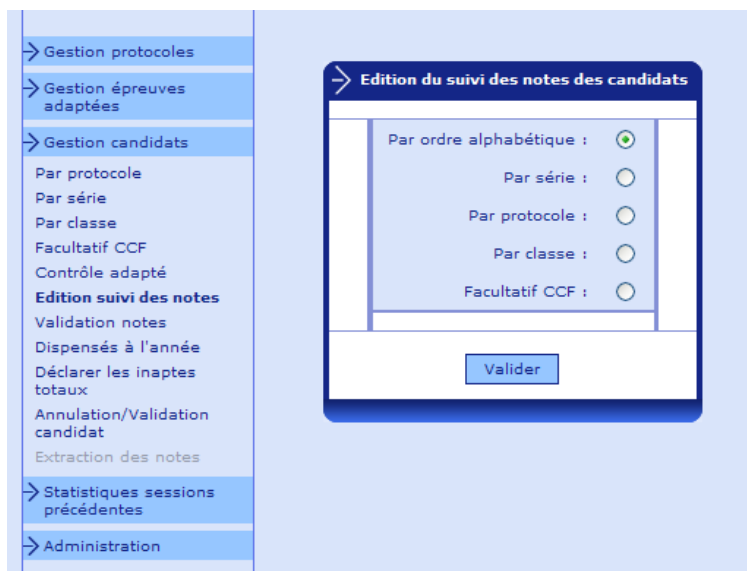 Gestion protocoles
Gestion épreuves
adaptées
Gestion candidats
Par protocole
Par série
Par classe
Facultatif CCF
Contrôle adapté
Edition suivi des notes
Validation notes
Dispensés à l'année
Déclarer les inaptes
totaux
Annulation/Validation
candidat
Extraction des notes
Statistiques sessions
précédentes
Administration
Edition du suivi des notes des candidats
Par ordre alphabétique :
Par série :
Par protocole :
Par classe :
Facultatif CCF :
Valider